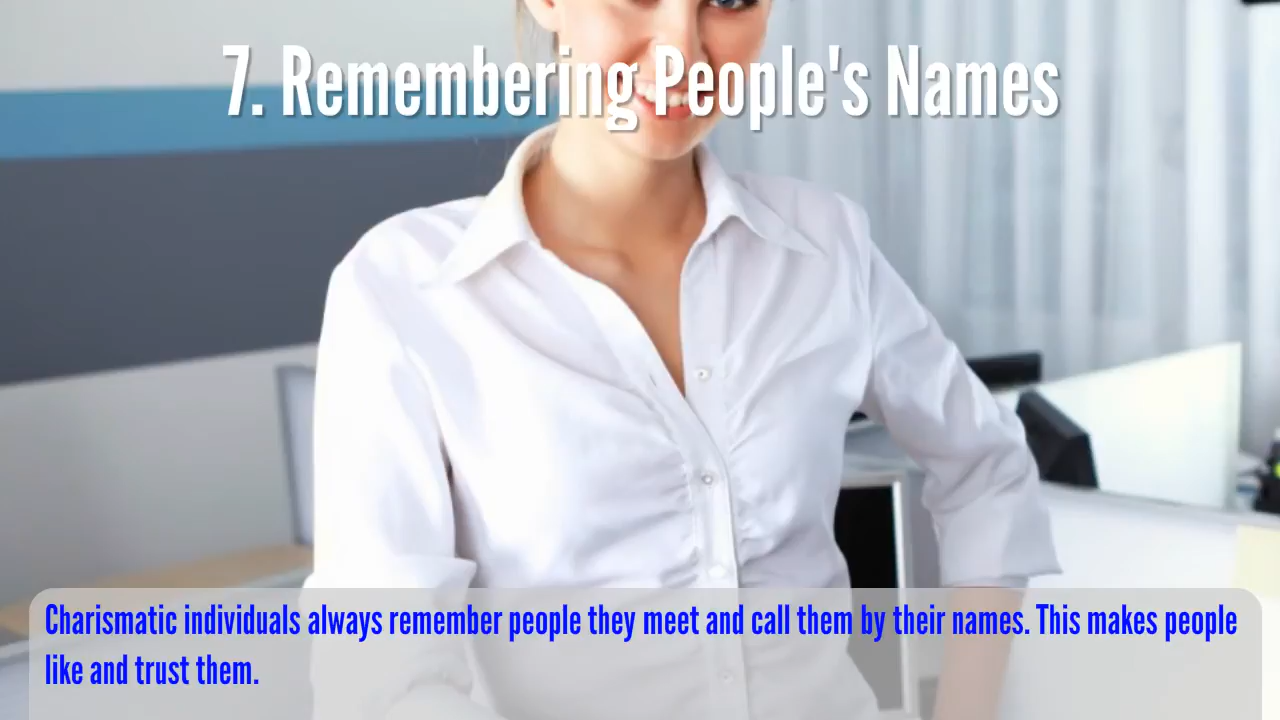 7. Remembering People's Names
Charismatic individuals always remember people they meet and call them by their names. This makes people
like and trust them.